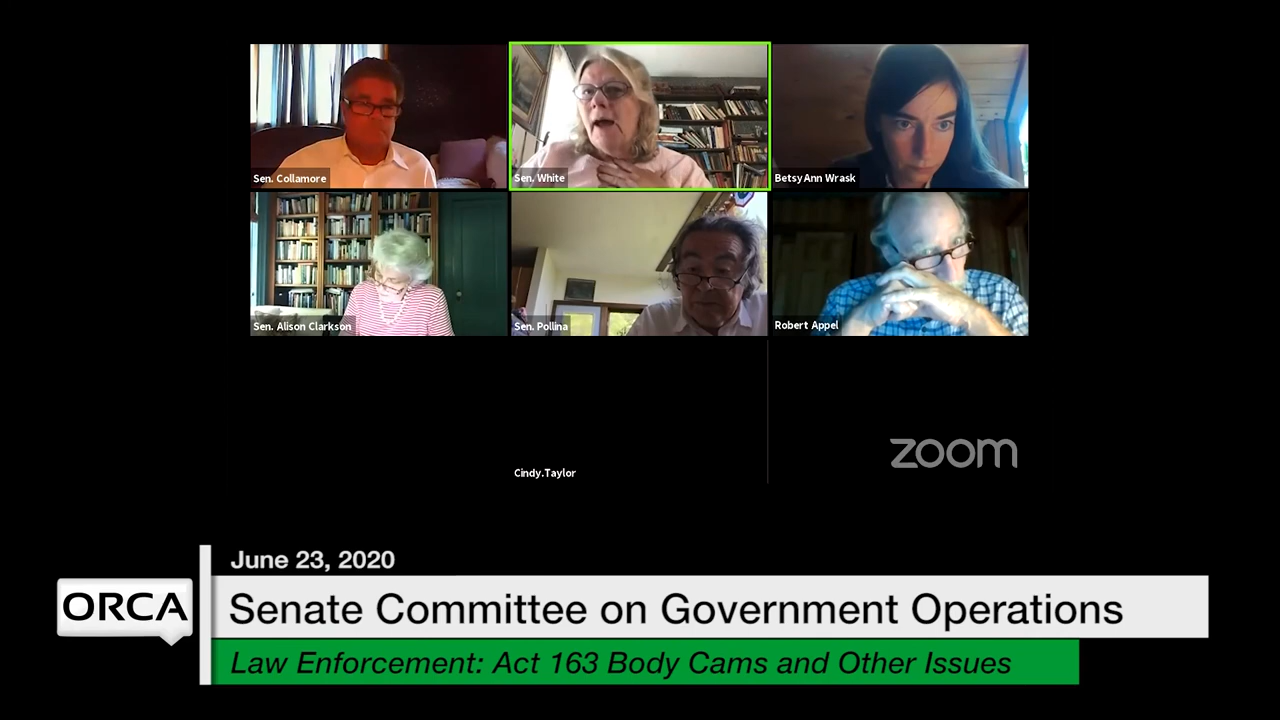 Sen. Collamore
Sen. White
BetsyAnn Wrask
Sen. Alison Clarkson
Sen. Pollina
Robert Appel
Cindy.Taylor
zoom
June 23, 2020
ORCA
Senate Committee on Government Operations
Law Enforcement: Act 163 Body Cams and Other Issues